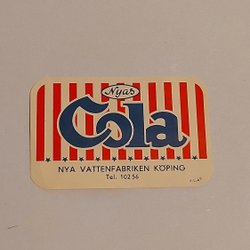 Nyas
Cola
NYA VATTENFABRIKEN KÖPING
Tel. 10256